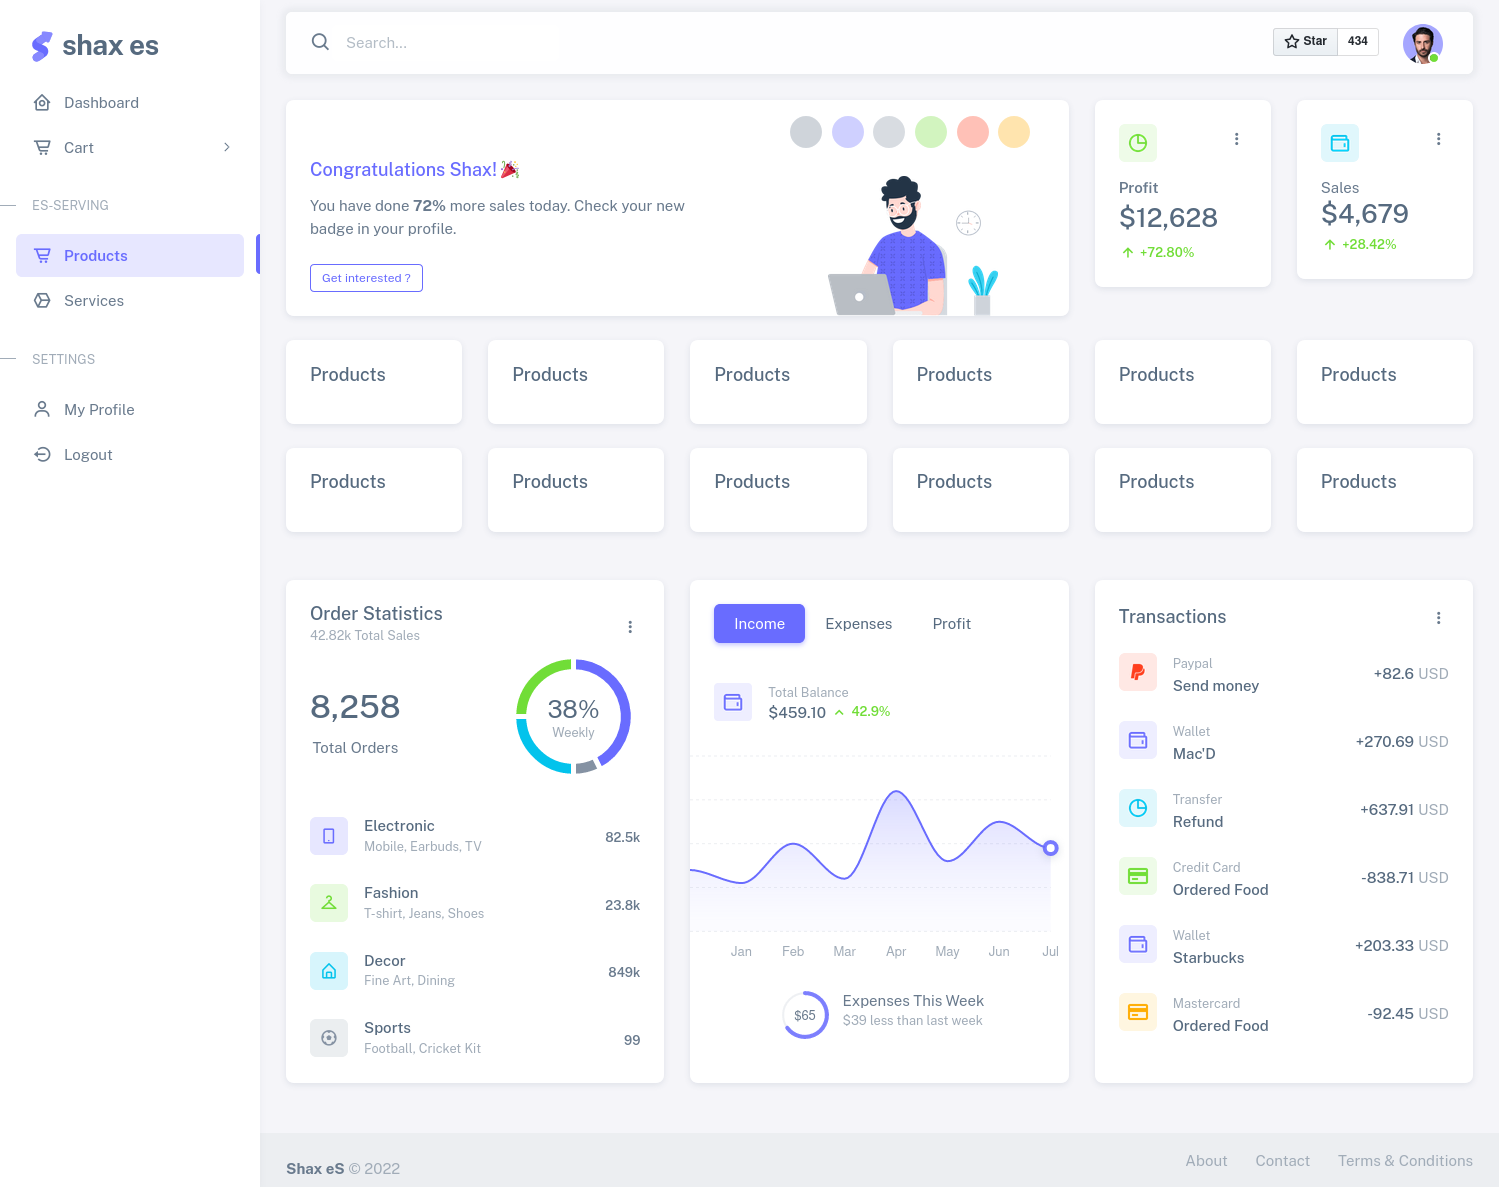 shax es
Dashboard
Cart
ES-SERVING
Products
Services
SETTINGS
My Profile
Logout
Search...
Star
434
Congratulations Shax! 🎉
You have done 72% more sales today. Check your new
badge in your profile.
Get interested ?
Profit
$12,628
+72.80%
Sales
$4,679
+28.42%
Products Products Products Products Products Products
Products Products Products Products Products Products
Order Statistics
42.82k Total Sales
8,258
Total Orders
38%
Weekly
Electronic
Mobile, Earbuds, TV
82.5k
Fashion
T-shirt, Jeans, Shoes
23.8k
Decor
Fine Art, Dining
849k
Sports
Football, Cricket Kit
99
Income Expenses Profit
Total Balance
$459.10 42.9%
Jan Feb Mar Apr May Jun Jul
$65
Expenses This Week
$39 less than last week
Transactions
Paypal
Send money
+82.6 USD
Wallet
Mac'D
+270.69 USD
Transfer
Refund
+637.91 USD
Credit Card
Ordered Food
-838.71 USD
Wallet
Starbucks
+203.33 USD
Mastercard
Ordered Food
-92.45 USD
Shax eS © 2022
About Contact Terms & Conditions